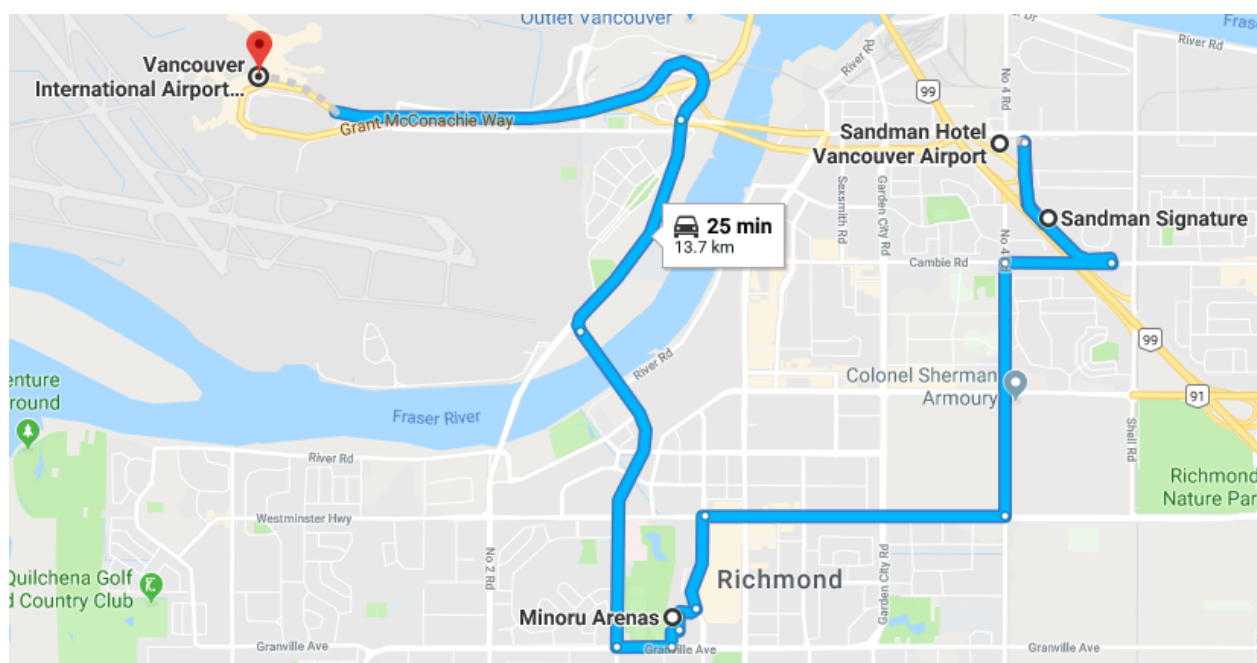 Outlet Vancouver
Fras
River Rd
River Rd
Vancouver
International Airport...
99
No 4 Rd
Grant McConachie Way
Sandman Hotel
Vancouver Airport
Sexsmith Rd
Garden City Rd
25 min
13.7 km
Sandman Signature
No 4 Rd
Cambie Rd
99
River Rd
enture
round
Colonel Sherman
Armoury
91
Fraser River
Shell Rd
River Rd
Richmond
Nature Par
Westminster Hwy
No 2 Rd
Quilchena Golf
d Country Club
Richmond
Garden City Rd
Minoru Arenas
Granville Ave
Granville Ave
Granville Ave